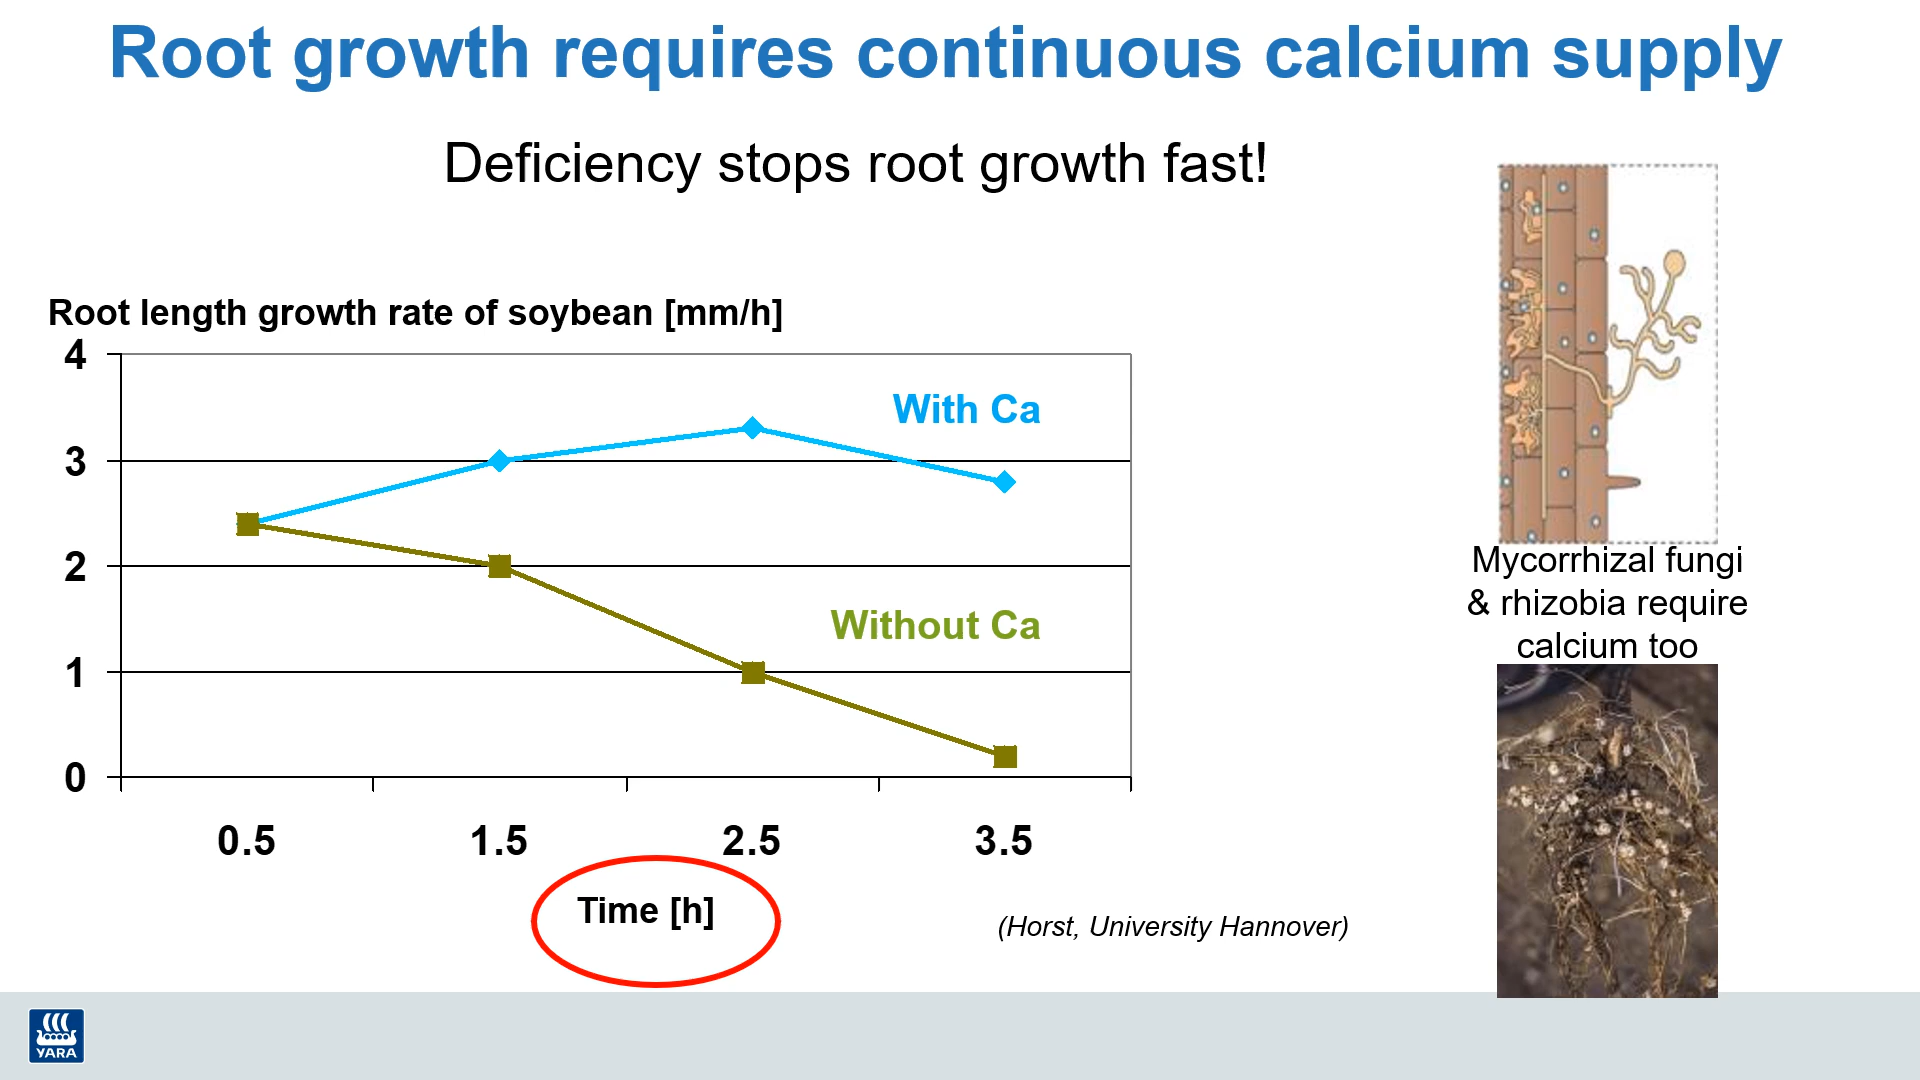 Root growth requires continuous calcium supply
Deficiency stops root growth fast!
Root length growth rate of soybean [mm/h]
4
3
2
1
0
With Ca
Without Ca
0.5 1.5 2.5 3.5
Time [h]
(Horst, University Hannover)
Mycorrhizal fungi
& rhizobia require
calcium too
YARA